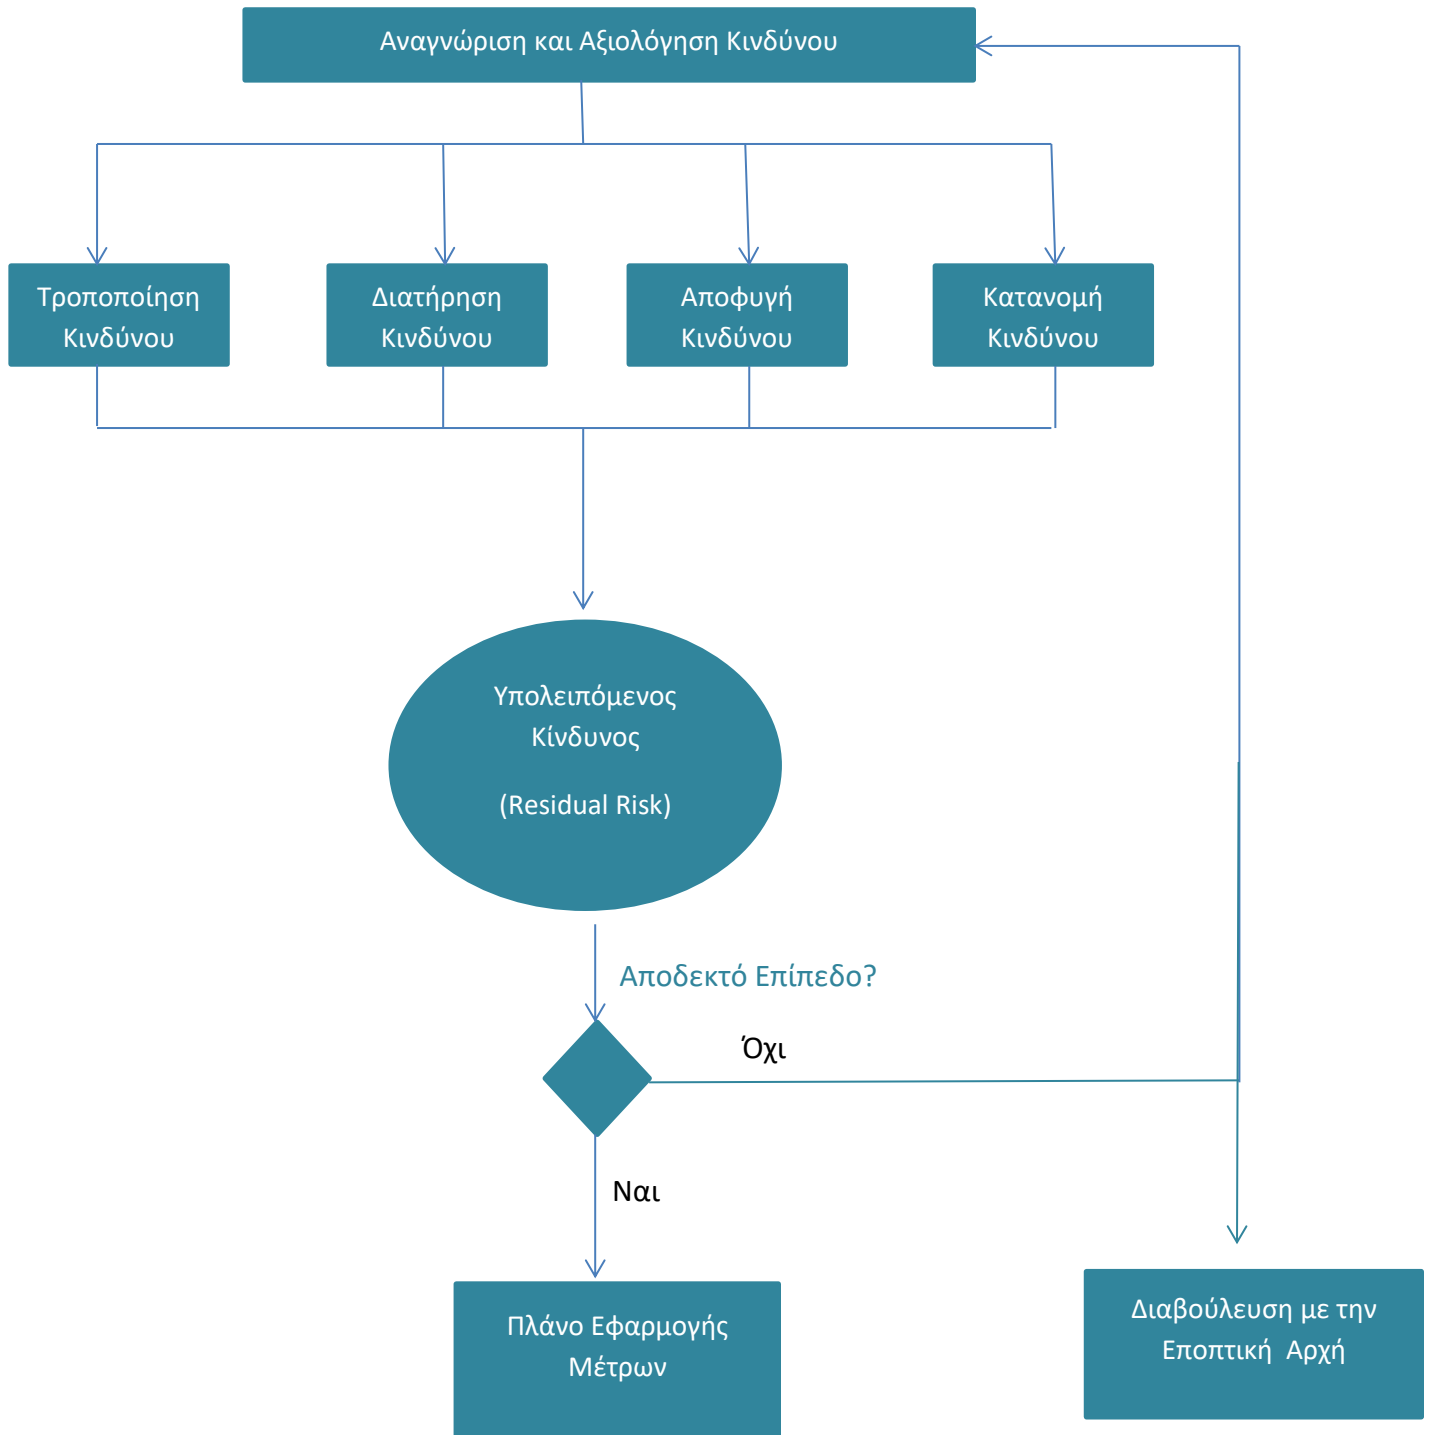 Αναγνώριση και Αξιολόγηση Κινδύνου
Τροποποίηση
Κινδύνου
Διατήρηση
Κινδύνου
Αποφυγή
Κινδύνου
Κατανομή
Κινδύνου
Υπολειπόμενος
Κίνδυνος
(Residual Risk)
Αποδεκτό Επίπεδο?
Όχι
Ναι
Πλάνο Εφαρμογής
Μέτρων
Διαβούλευση με την
Εποπτική Αρχή